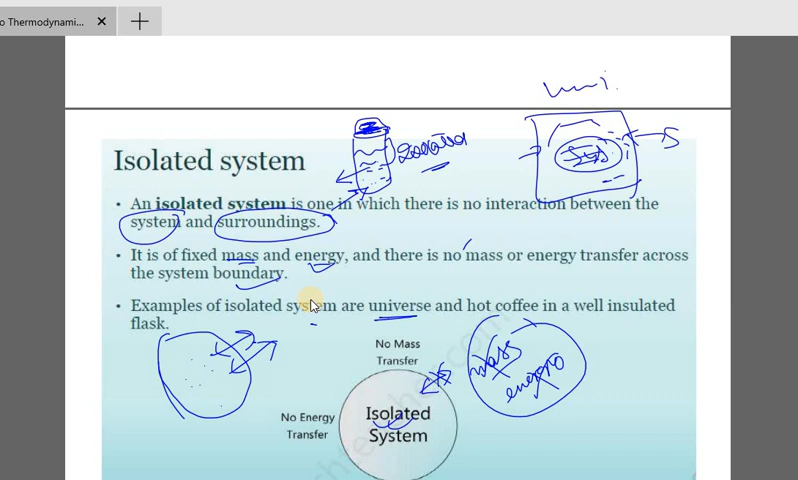 o Thermodynami...
uni.
Isolated system
Isolated
Sys
S
• An isolated system is one in which there is no interaction between the
system and surroundings.
• It is of fixed mass and energy, and there is no mass or energy transfer across
the system boundary.
• Examples of isolated system are universe and hot coffee in a well insulated
flask.
No Mass
Transfer
mass
energy
No Energy
Transfer
Isolated
System